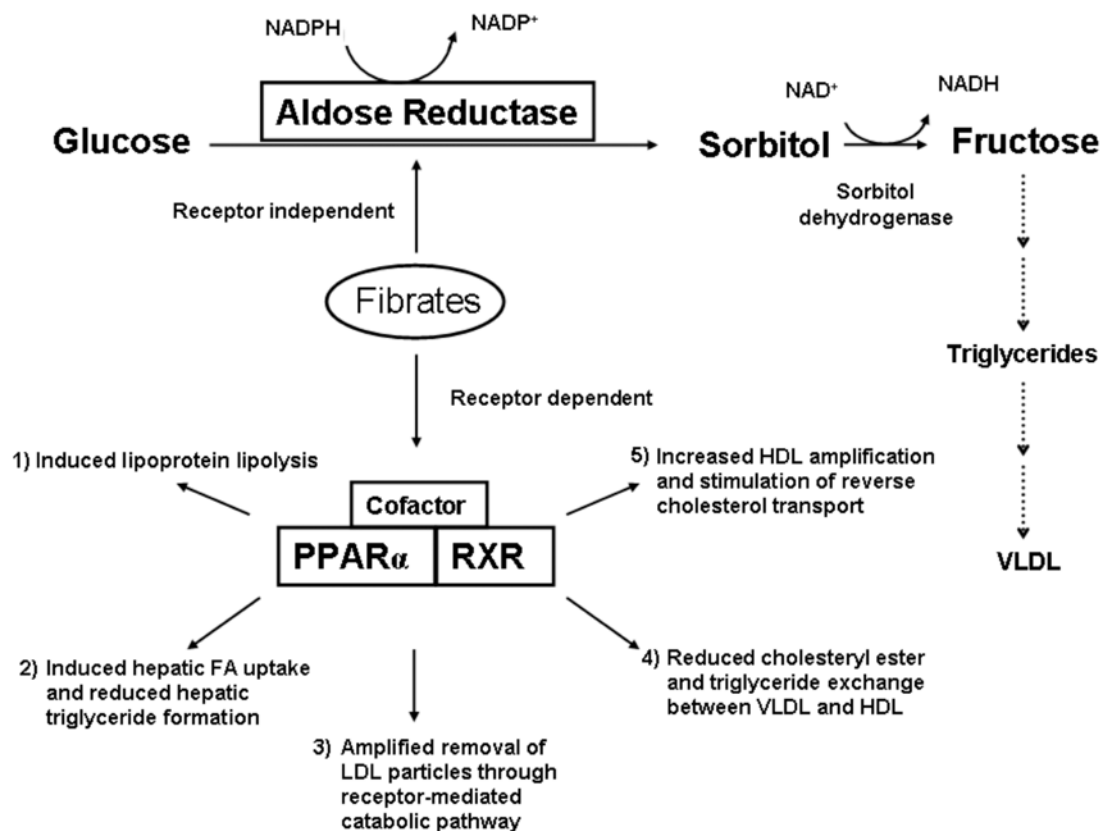 NADPH
NADP⁺
Aldose Reductase
NAD⁺
NADH
Glucose
Sorbitol
Fructose
Receptor independent
Sorbitol
dehydrogenase
Fibrates
Triglycerides
Receptor dependent
1) Induced lipoprotein lipolysis
5) Increased HDL amplification
and stimulation of reverse
cholesterol transport
Cofactor
PPARα
RXR
VLDL
2) Induced hepatic FA uptake
and reduced hepatic
triglyceride formation
4) Reduced cholesteryl ester
and triglyceride exchange
between VLDL and HDL
3) Amplified removal of
LDL particles through
receptor-mediated
catabolic pathway